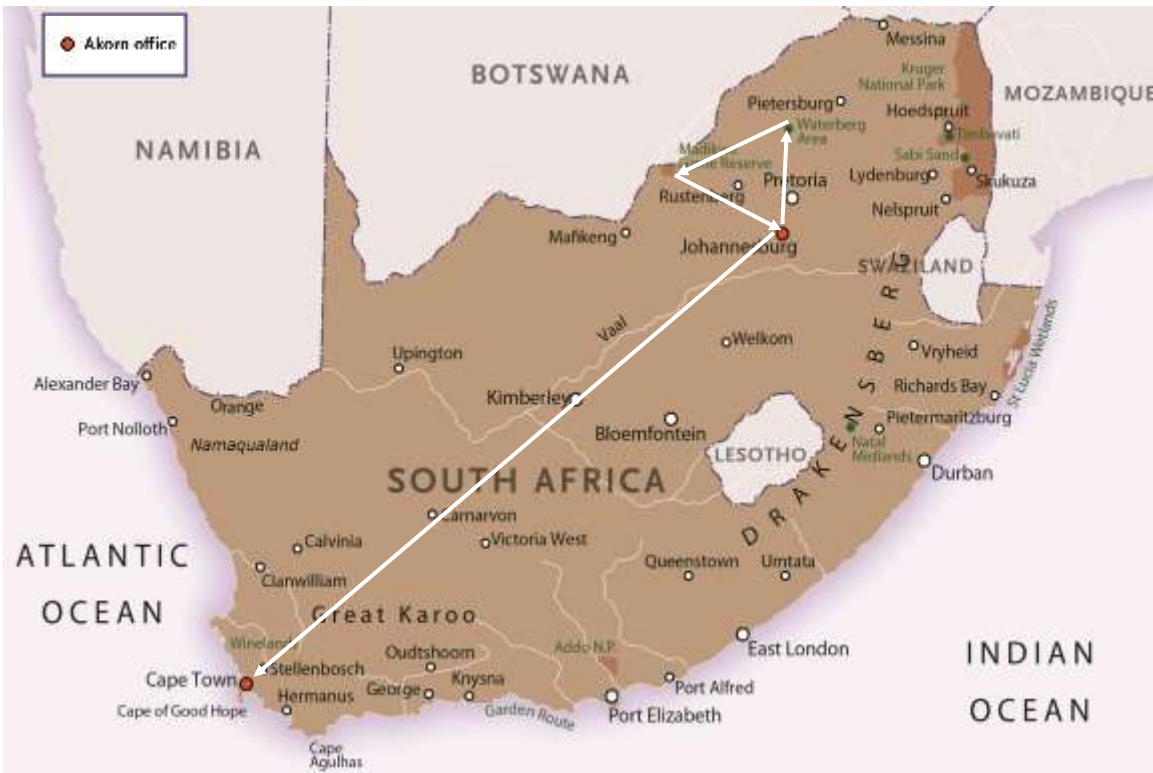 Akorn office
Messina
BOTSWANA
Kruger
National Park
MOZAMBIQUE
Pietersburg
Hoedspruit
NAMIBIA
Waterberg
Area
Timbavati
Game Reserve
Sabi Sand
Lydenburg
Skukuza
Rustenberg
Pretoria
Nelspruit
Mafikeng
Johannesburg
SWAZILAND
DRAKENSBERG
St Lucia Wetlands
Vaal
Welkom
Vryheid
Upington
Alexander Bay
Richards Bay
Kimberley
Orange
Pietermaritzburg
Port Nolloth
Bloemfontein
Namaqualand
LESOTHO
Natal
Midlands
Durban
SOUTH AFRICA
Carnarvon
Victoria West
Calvinia
ATLANTIC
OCEAN
Queenstown
Umtata
Clanwilliam
Great Karoo
Wineland
Oudtshoorn
Addo N.P.
East London
INDIAN
OCEAN
Stellenbosch
Cape Town
Knysna
George
Hermanus
Port Alfred
Cape of Good Hope
Garden Route
Port Elizabeth
Cape
Agulhas